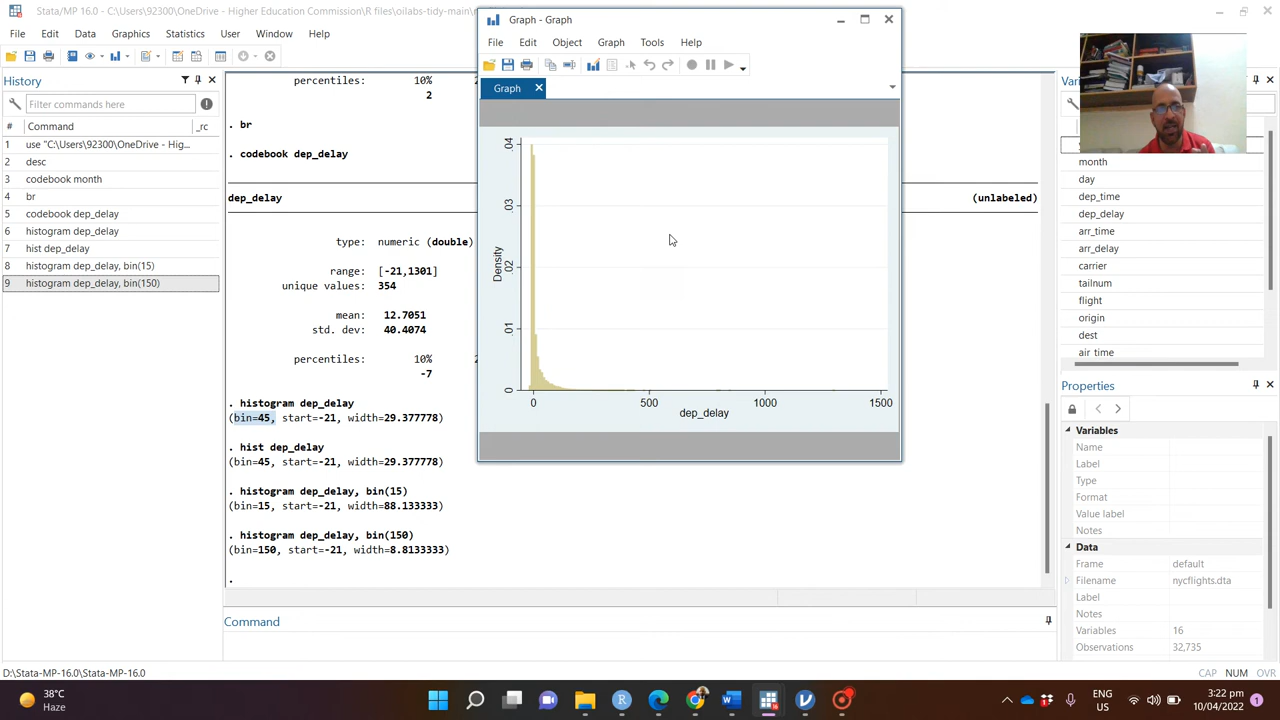 Stata/MP 16.0 - C:\Users\92300\OneDrive - Higher Education Commission\R files\oilabs-tidy-main\
File Edit Data Graphics Statistics User Window Help
History
Filter commands here
# Command _rc
1 use "C:\Users\92300\OneDrive - Hig...
2 desc
3 codebook month
4 br
5 codebook dep_delay
6 histogram dep_delay
7 hist dep_delay
8 histogram dep_delay, bin(15)
9 histogram dep_delay, bin(150)
percentiles: 10%
2
. br
. codebook dep_delay
dep_delay (unlabeled)
type: numeric (double)
range: [-21,1301]
unique values: 354
mean: 12.7051
std. dev: 40.4074
percentiles: 10%
-7
. histogram dep_delay
(bin=45, start=-21, width=29.377778)
. hist dep_delay
(bin=45, start=-21, width=29.377778)
. histogram dep_delay, bin(15)
(bin=15, start=-21, width=88.133333)
. histogram dep_delay, bin(150)
(bin=150, start=-21, width=8.8133333)
.
Command
Graph - Graph
File Edit Object Graph Tools Help
Graph
Density
.04
.03
.02
.01
0
0 500 1000 1500
dep_delay
month
day
dep_time
dep_delay
arr_time
arr_delay
carrier
tailnum
flight
origin
dest
air_time
Properties
Variables
Name
Label
Type
Format
Value label
Notes
Data
Frame default
Filename nycflights.dta
Label
Notes
Variables 16
Observations 32,735
D:\Stata-MP-16.0\Stata-MP-16.0
CAP NUM OVR
38°C
Haze
ENG
US
3:22 pm
10/04/2022
1